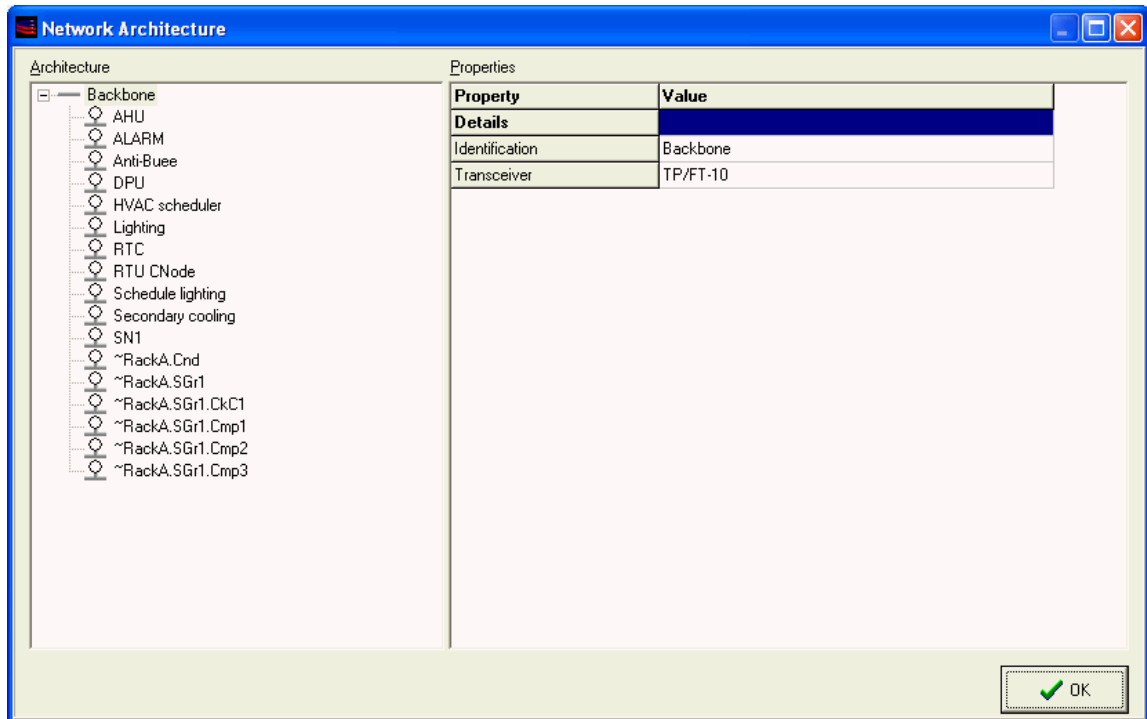 Network Architecture
Architecture
Properties
Backbone
AHU
ALARM
Anti-Buee
DPU
HVAC scheduler
Lighting
RTC
RTU CNode
Schedule lighting
Secondary cooling
SN1
~RackA.Cnd
~RackA.SGr1
~RackA.SGr1.CkC1
~RackA.SGr1.Cmp1
~RackA.SGr1.Cmp2
~RackA.SGr1.Cmp3
Property Value
Details
Identification Backbone
Transceiver TP/FT-10
OK